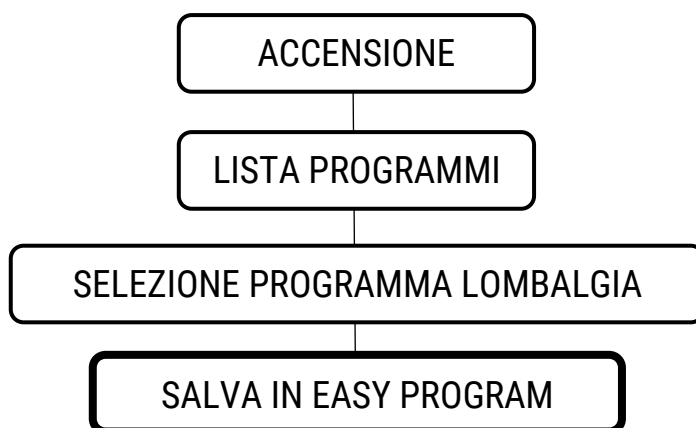 ACCENSIONE
LISTA PROGRAMMI
SELEZIONE PROGRAMMA LOMBALGIA
SALVA IN EASY PROGRAM